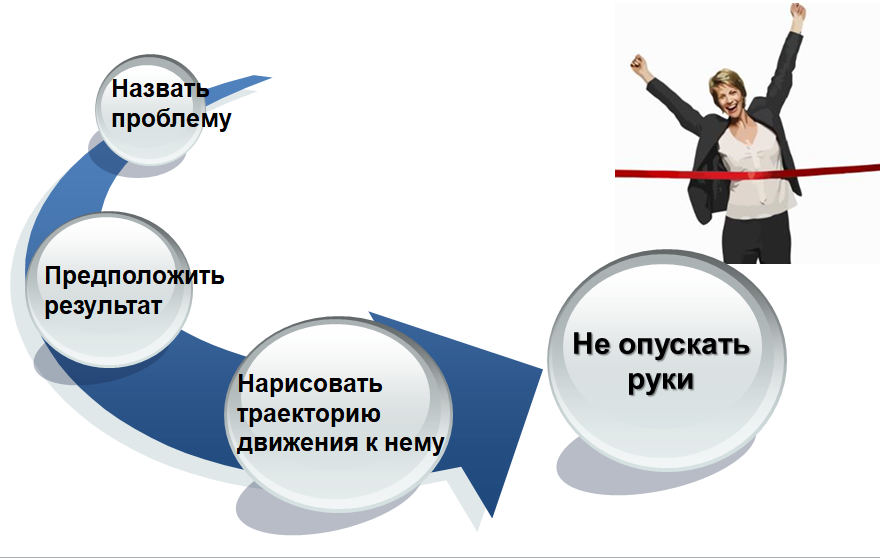 Назвать
проблему
Предположить
результат
Нарисовать
траекторию
движения к нему
Не опускать
руки